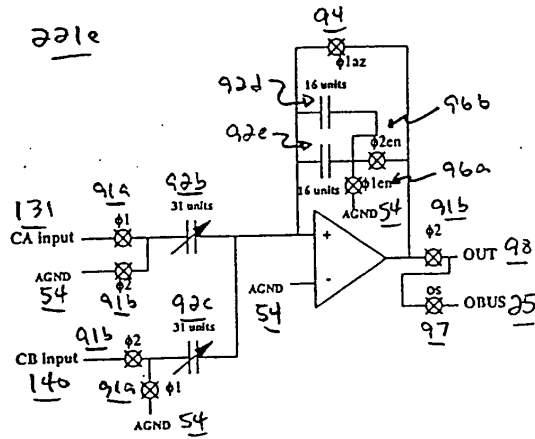 221e
94
ϕ1az
92d
16 units
96b
92e
ϕ2en
16 units
96a
ϕ1en
AGND 54
91a
92b
131
ϕ1
31 units
CA input
91b
ϕ2
OUT 98
AGND
54
ϕ2
91b
+
-
AGND
54
os
OBUS 25
97
92c
31 units
91b
ϕ2
CB input
140
91a
ϕ1
AGND 54